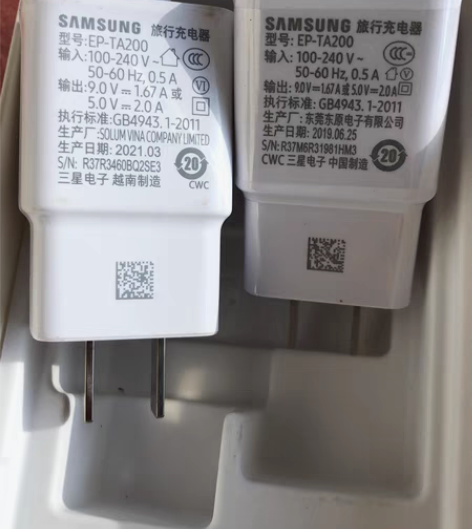 SAMSUNG 旅行充电器
型号: EP-TA200
输入: 100-240 V~
50-60 Hz, 0.5 A
输出: 9.0 V⎓1.67 A 或
5.0 V⎓2.0 A
执行标准: GB4943.1-2011
生产厂: SOLUM VINA COMPANY LIMITED
生产日期: 2021.03
S/N: R37R3460BQ2SE3
三星电子 越南制造
CCC
VI
20
CWC
SAMSUNG 旅行充电器
型号: EP-TA200
输入: 100-240 V~
50-60 Hz, 0.5 A
输出: 9.0V⎓1.67A 或 5.0V⎓2.0A
执行标准: GB4943.1-2011
生产厂: 东莞东原电子有限公司
生产日期: 2019.06.25
S/N: R37M6R31981HM3
CWC 三星电子 中国制造
CCC
VI
20